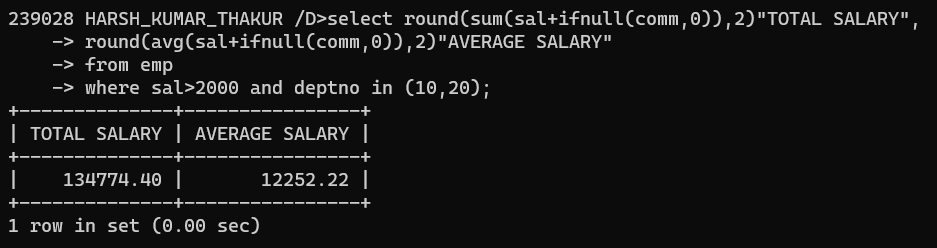 239028 HARSH_KUMAR_THAKUR /D>select round(sum(sal+ifnull(comm,0)),2)"TOTAL SALARY",
    -> round(avg(sal+ifnull(comm,0)),2)"AVERAGE SALARY"
    -> from emp
    -> where sal>2000 and deptno in (10,20);
+--------------+----------------+
| TOTAL SALARY | AVERAGE SALARY |
+--------------+----------------+
|    134774.40 |       12252.22 |
+--------------+----------------+
1 row in set (0.00 sec)